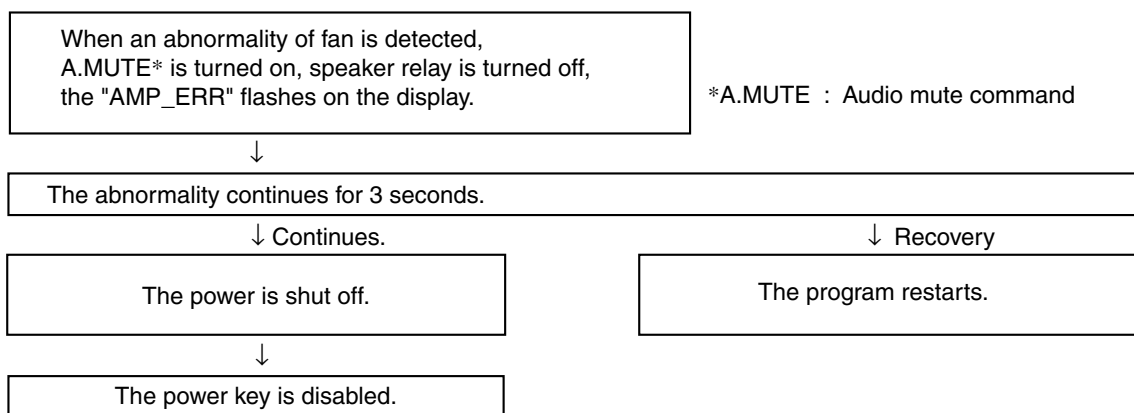 When an abnormality of fan is detected,
A.MUTE* is turned on, speaker relay is turned off,
the "AMP_ERR" flashes on the display.
*A.MUTE : Audio mute command
↓
The abnormality continues for 3 seconds.
↓ Continues.
↓ Recovery
The power is shut off.
The program restarts.
↓
The power key is disabled.